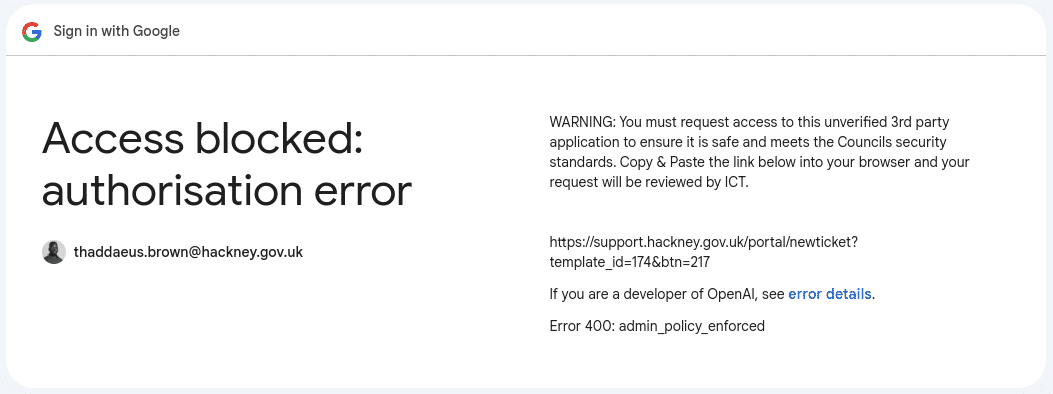 Sign in with Google
Access blocked:
authorisation error
thaddaeus.brown@hackney.gov.uk
WARNING: You must request access to this unverified 3rd party
application to ensure it is safe and meets the Councils security
standards. Copy & Paste the link below into your browser and your
request will be reviewed by ICT.
https://support.hackney.gov.uk/portal/newticket?
template_id=174&btn=217
If you are a developer of OpenAI, see error details.
Error 400: admin_policy_enforced